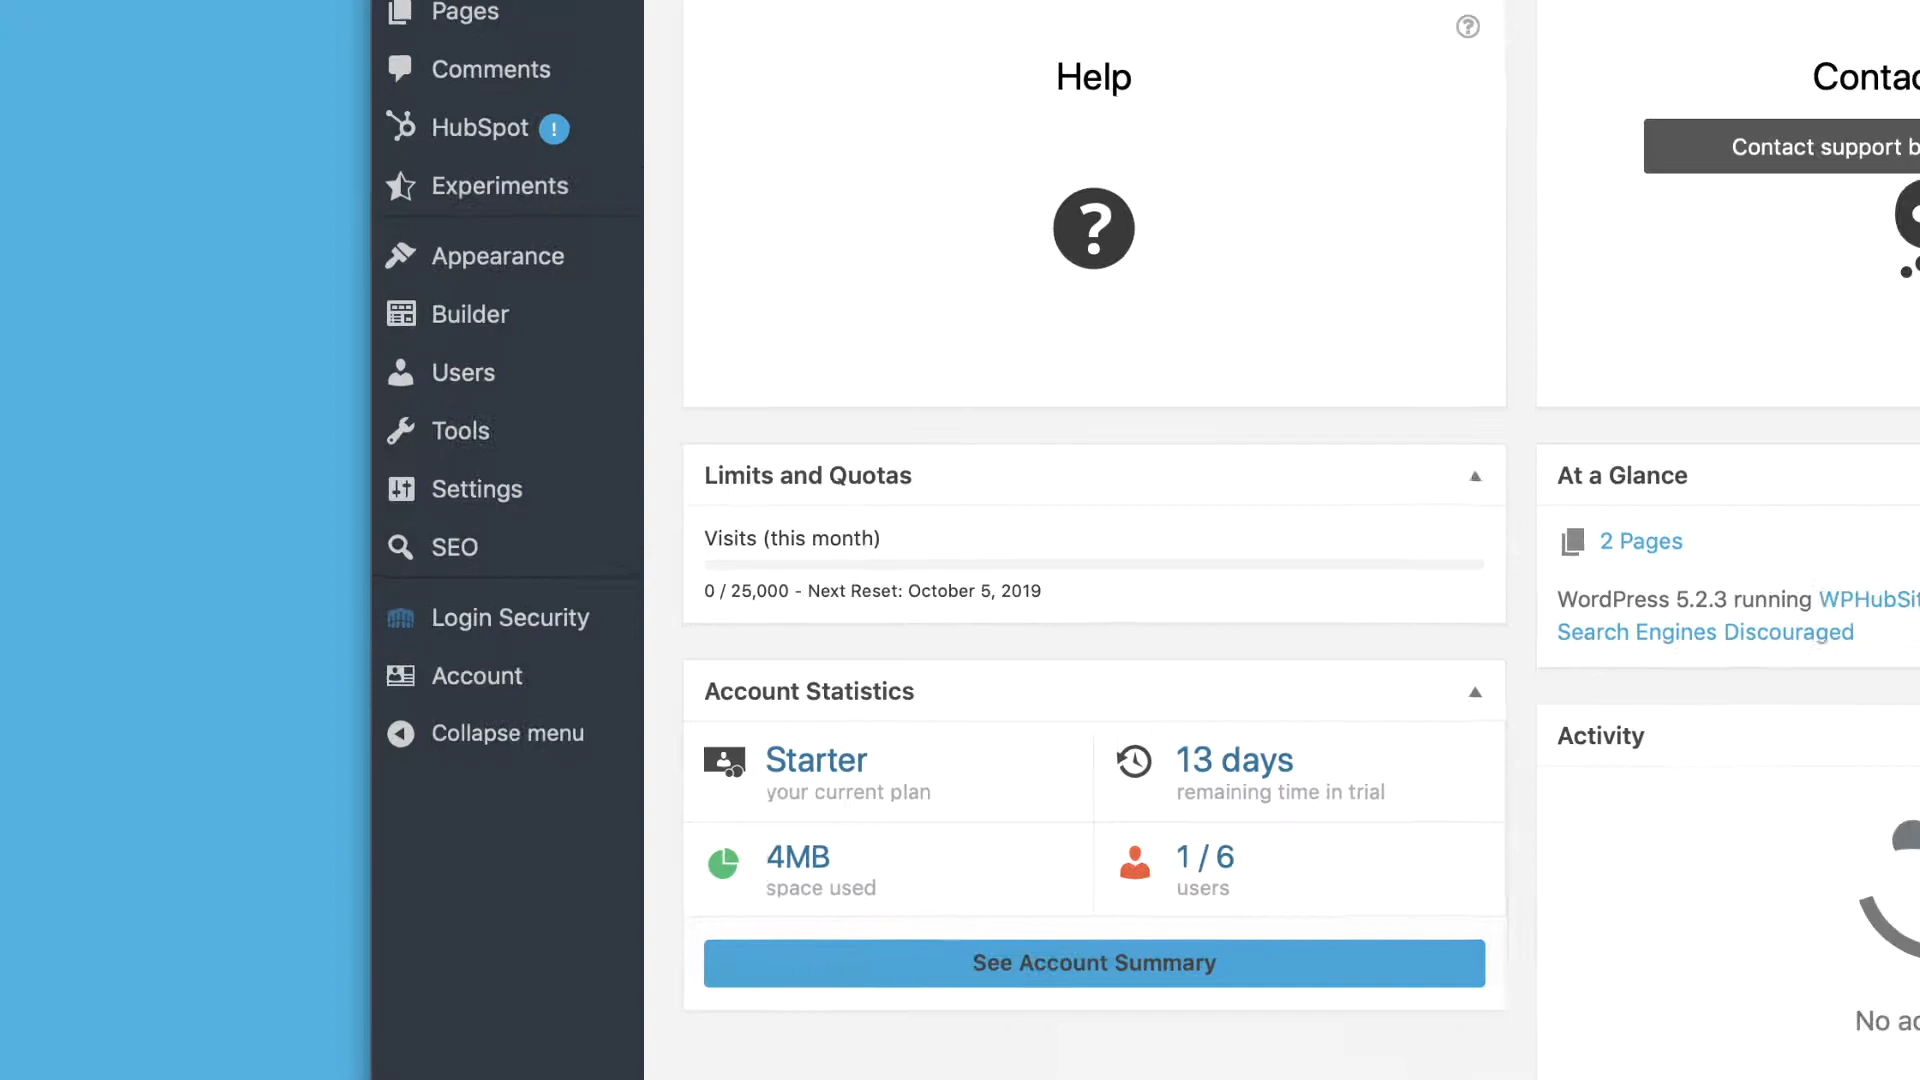 Pages
Comments
HubSpot !
Experiments
Appearance
Builder
Users
Tools
Settings
SEO
Login Security
Account
Collapse menu
Help
?
Limits and Quotas
Visits (this month)
0 / 25,000 - Next Reset: October 5, 2019
Account Statistics
Starter
your current plan
13 days
remaining time in trial
4MB
space used
1 / 6
users
See Account Summary
Contact support
At a Glance
2 Pages
WordPress 5.2.3 running
Search Engines Discouraged
Activity
No